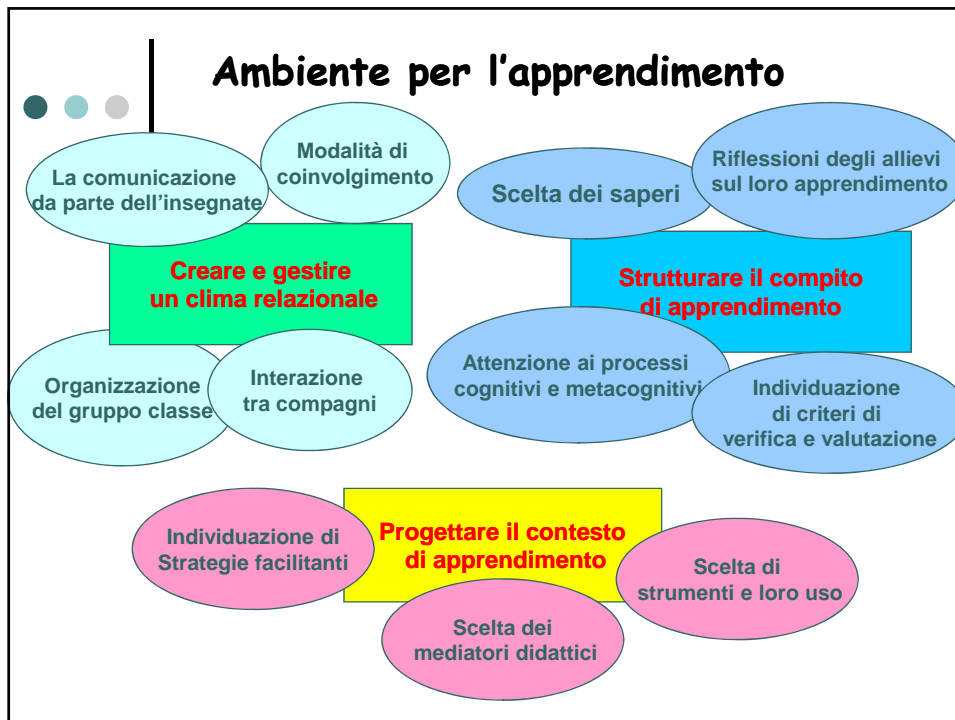 Ambiente per l'apprendimento
La comunicazione
da parte dell'insegnate
Modalità di
coinvolgimento
Creare e gestire
un clima relazionale
Organizzazione
del gruppo classe
Interazione
tra compagni
Scelta dei saperi
Riflessioni degli allievi
sul loro apprendimento
Strutturare il compito
di apprendimento
Attenzione ai processi
cognitivi e metacognitivi
Individuazione
di criteri di
verifica e valutazione
Individuazione di
Strategie facilitanti
Progettare il contesto
di apprendimento
Scelta dei
mediatori didattici
Scelta di
strumenti e loro uso